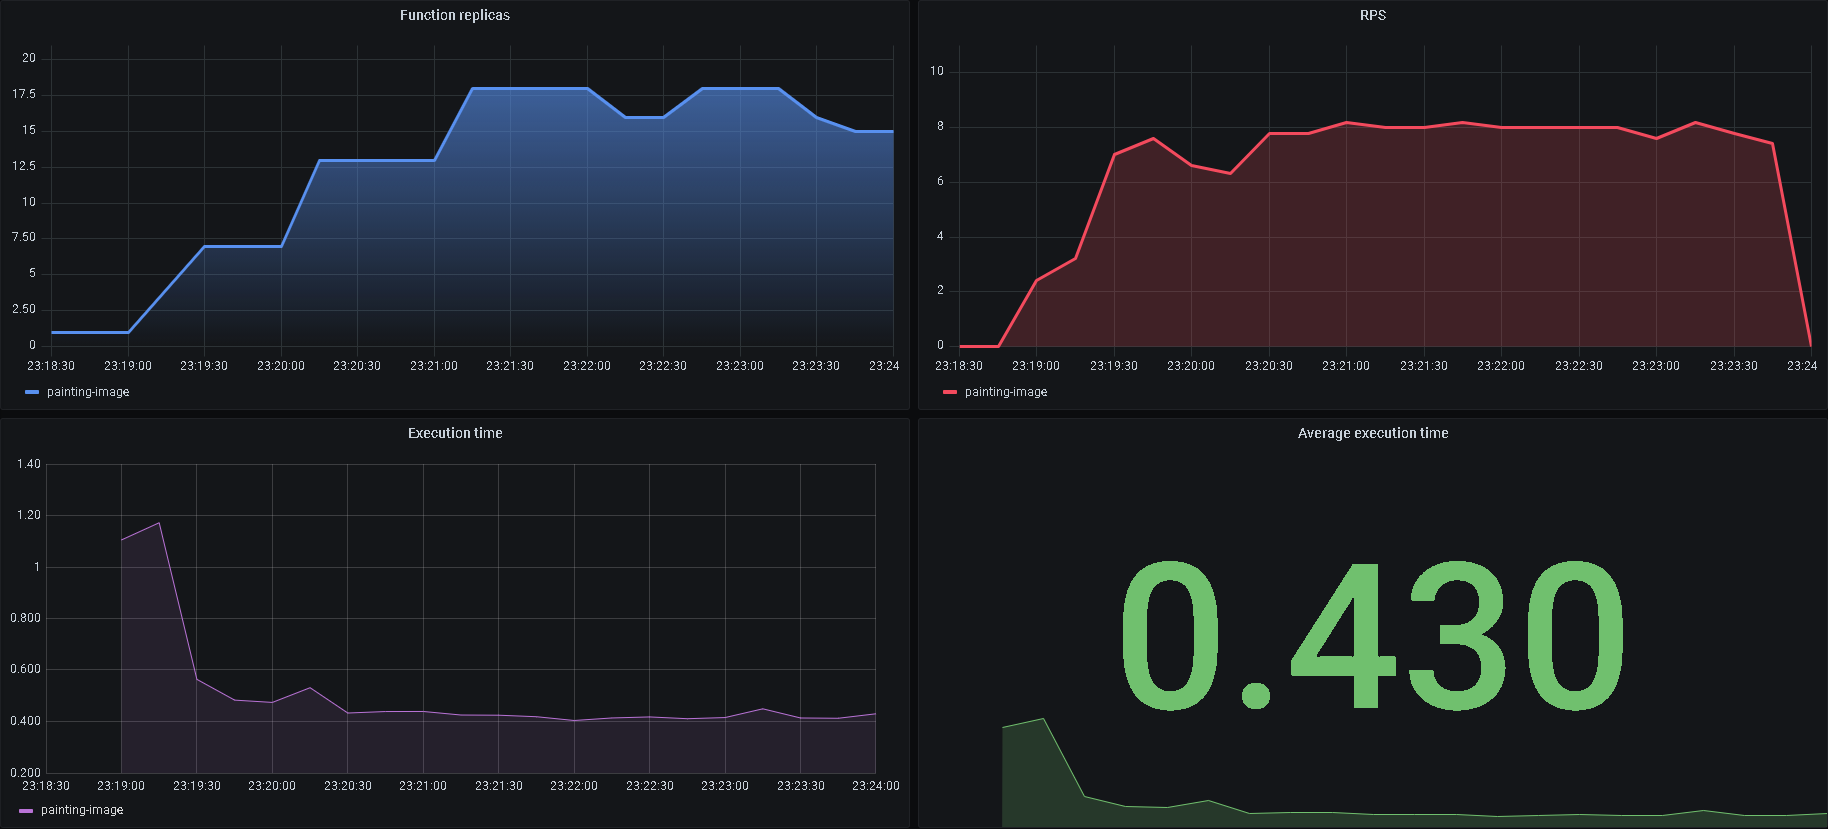 Function replicas
20
17.5
15
12.5
10
7.50
5
2.50
0
23:18:30 23:19:00 23:19:30 23:20:00 23:20:30 23:21:00 23:21:30 23:22:00 23:22:30 23:23:00 23:23:30 23:24
painting-image
RPS
10
8
6
4
2
0
23:18:30 23:19:00 23:19:30 23:20:00 23:20:30 23:21:00 23:21:30 23:22:00 23:22:30 23:23:00 23:23:30 23:24
painting-image
Execution time
1.40
1.20
1
0.800
0.600
0.400
0.200
23:18:30 23:19:00 23:19:30 23:20:00 23:20:30 23:21:00 23:21:30 23:22:00 23:22:30 23:23:00 23:23:30 23:24:00
painting-image
Average execution time
0.430